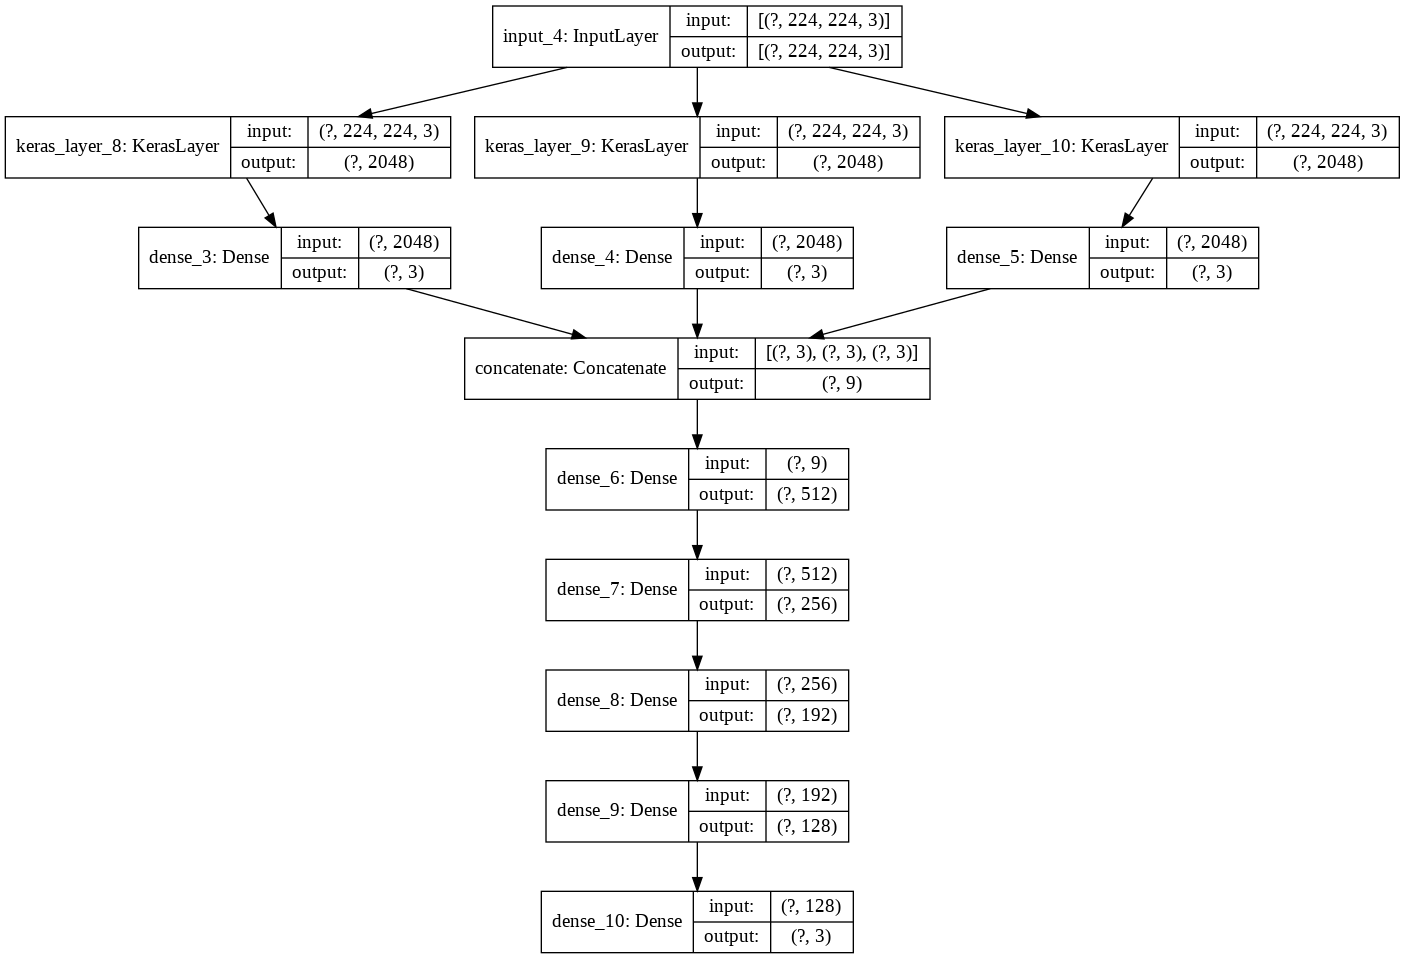 input_4: InputLayer
input: [(?, 224, 224, 3)]
output: [(?, 224, 224, 3)]
keras_layer_8: KerasLayer
input: (?, 224, 224, 3)
output: (?, 2048)
keras_layer_9: KerasLayer
input: (?, 224, 224, 3)
output: (?, 2048)
keras_layer_10: KerasLayer
input: (?, 224, 224, 3)
output: (?, 2048)
dense_3: Dense
input: (?, 2048)
output: (?, 3)
dense_4: Dense
input: (?, 2048)
output: (?, 3)
dense_5: Dense
input: (?, 2048)
output: (?, 3)
concatenate: Concatenate
input: [(?, 3), (?, 3), (?, 3)]
output: (?, 9)
dense_6: Dense
input: (?, 9)
output: (?, 512)
dense_7: Dense
input: (?, 512)
output: (?, 256)
dense_8: Dense
input: (?, 256)
output: (?, 192)
dense_9: Dense
input: (?, 192)
output: (?, 128)
dense_10: Dense
input: (?, 128)
output: (?, 3)